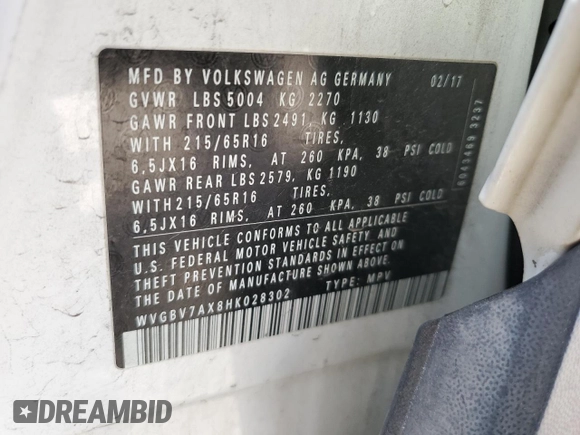 MFD BY VOLKSWAGEN AG GERMANY 02/17
GVWR LBS 5004 KG 2270
GAWR FRONT LBS 2491, KG 1130
WITH 215/65R16 TIRES,
6.5JX16 RIMS, AT 260 KPA, 38 PSI COLD
GAWR REAR LBS 2579, KG 1190
WITH 215/65R16 TIRES,
6.5JX16 RIMS, AT 260 KPA, 38 PSI COLD
THIS VEHICLE CONFORMS TO ALL APPLICABLE
U.S. FEDERAL MOTOR VEHICLE SAFETY, AND
THEFT PREVENTION STANDARDS IN EFFECT ON
THE DATE OF MANUFACTURE SHOWN ABOVE.
WVGBV7AX8HK028302 TYPE: MPV
DREAMBID